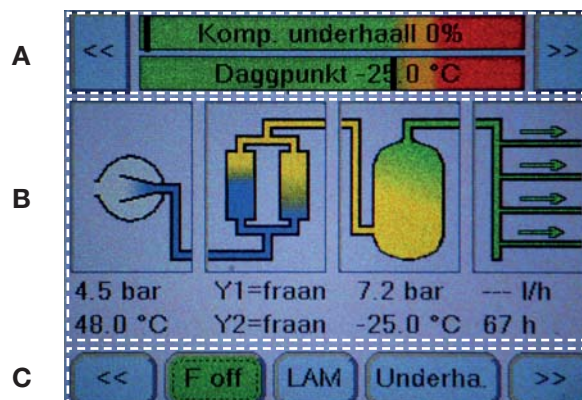 A
<< Komp. underhaall 0% >>
Daggpunkt -25.0 °C
B
4.5 bar Y1=fraan 7.2 bar --- l/h
48.0 °C Y2=fraan -25.0 °C 67 h
C
<< F off LAM Underha. >>